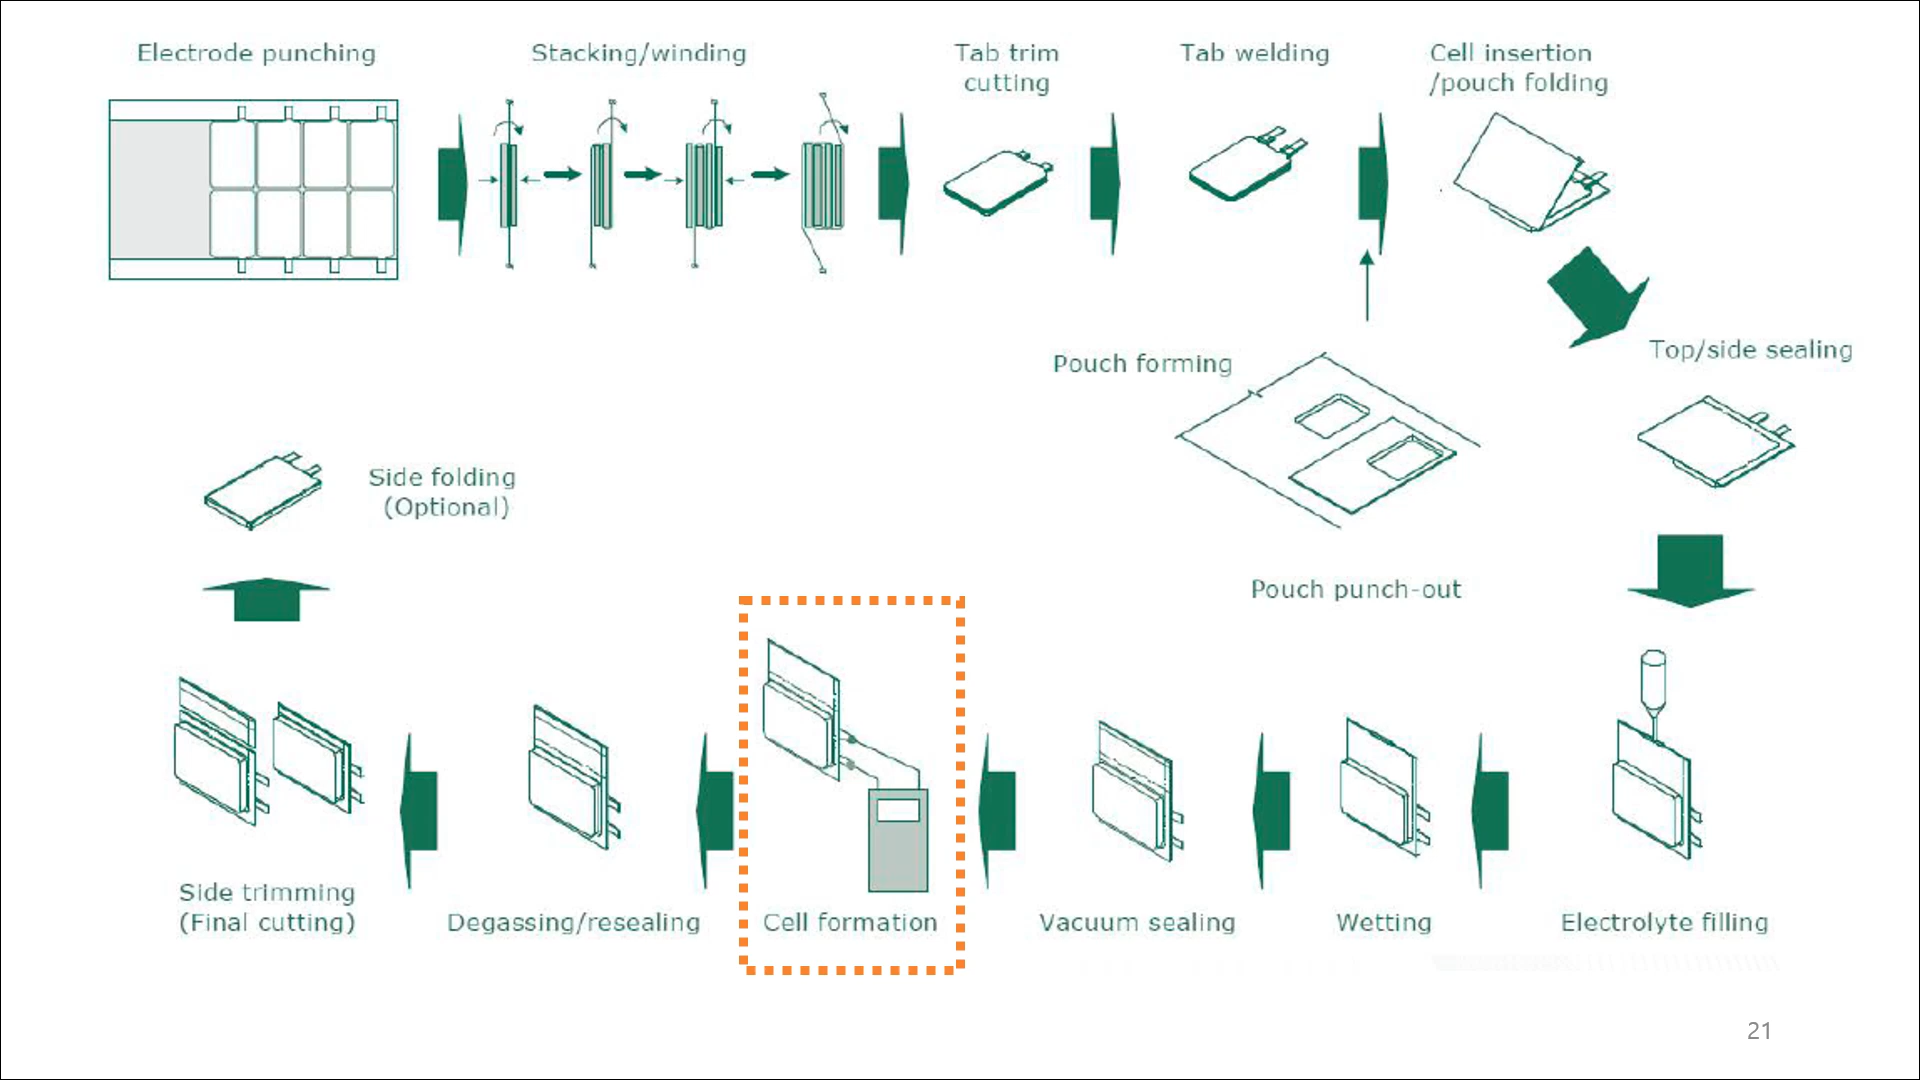 Electrode punching
Stacking/winding
Tab trim
cutting
Tab welding
Cell insertion
/pouch folding
Pouch forming
Top/side sealing
Side folding
(Optional)
Pouch punch-out
Side trimming
(Final cutting)
Degassing/resealing
Cell formation
Vacuum sealing
Wetting
Electrolyte filling
21